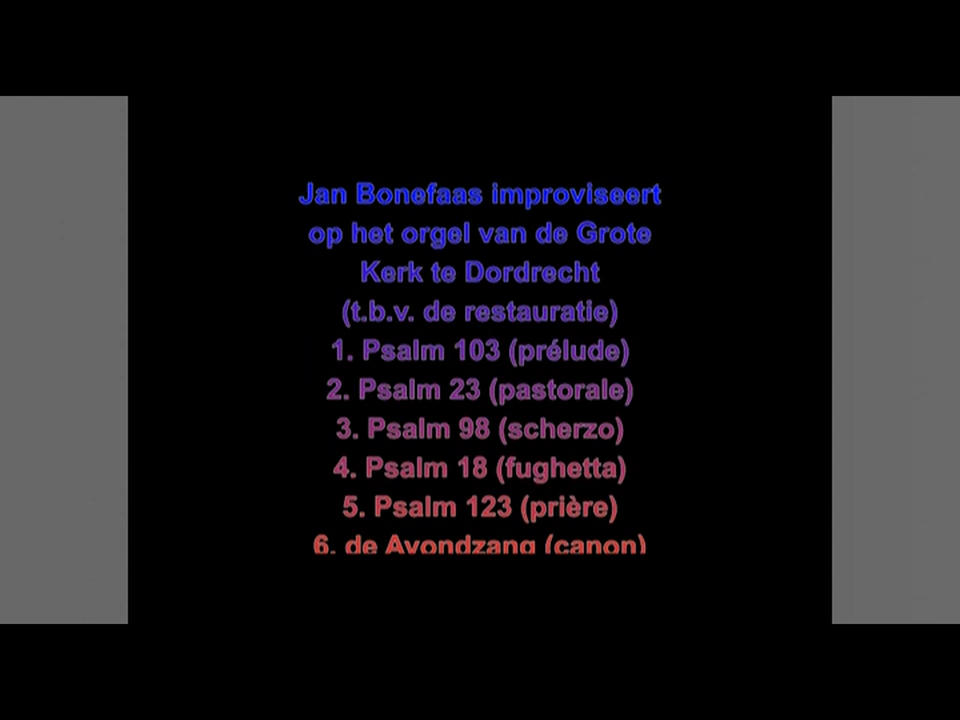 Jan Bonefaas improviseert
op het orgel van de Grote
Kerk te Dordrecht
(t.b.v. de restauratie)
1. Psalm 103 (prélude)
2. Psalm 23 (pastorale)
3. Psalm 98 (scherzo)
4. Psalm 18 (fughetta)
5. Psalm 123 (prière)
6. de Avondzang (canon)